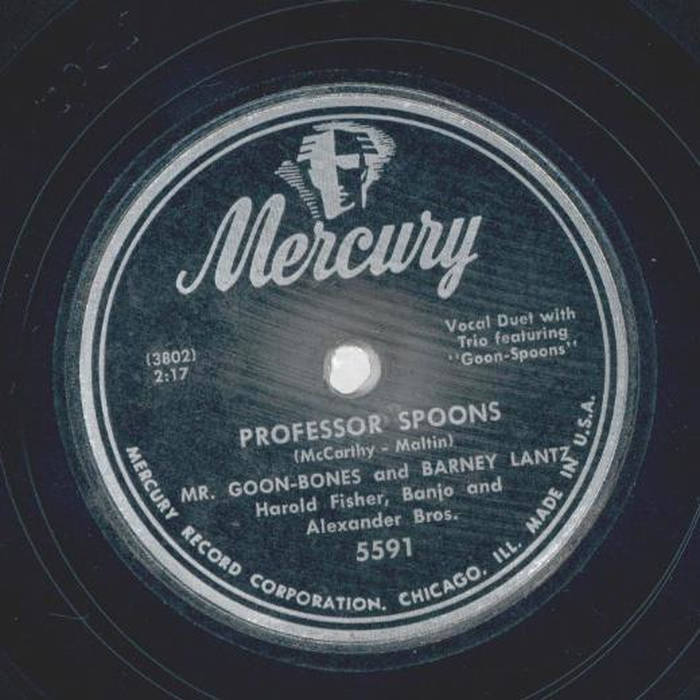 Mercury
Vocal Duet with
Trio featuring
"Goon-Spoons"
(3802)
2:17
PROFESSOR SPOONS
(McCarthy - Maltin)
MR. GOON-BONES and BARNEY LANTZ
Harold Fisher, Banjo and
Alexander Bros.
5591
MERCURY RECORD CORPORATION. CHICAGO. ILL. MADE IN U.S.A.